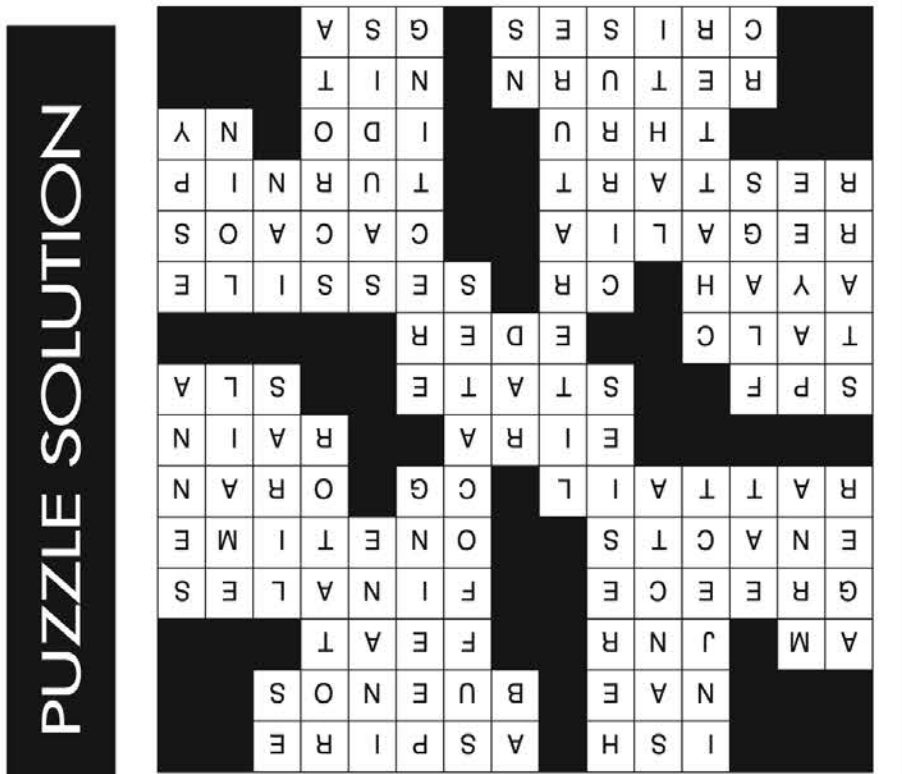 PUZZLE SOLUTION
ISH ASPIRE
NAE BUENOS
AM JNR FEAT
GREECE FINALES
ENACTS ONETIME
RATTAIL CG ORAN
EIRA RAIN
SPF STATE SLA
TALC EDER
AYAH CR SESSILE
REGALIA CACAOS
RESTART TURNIP
THRU IDO NY
RETURN NIT
CRISES GSA